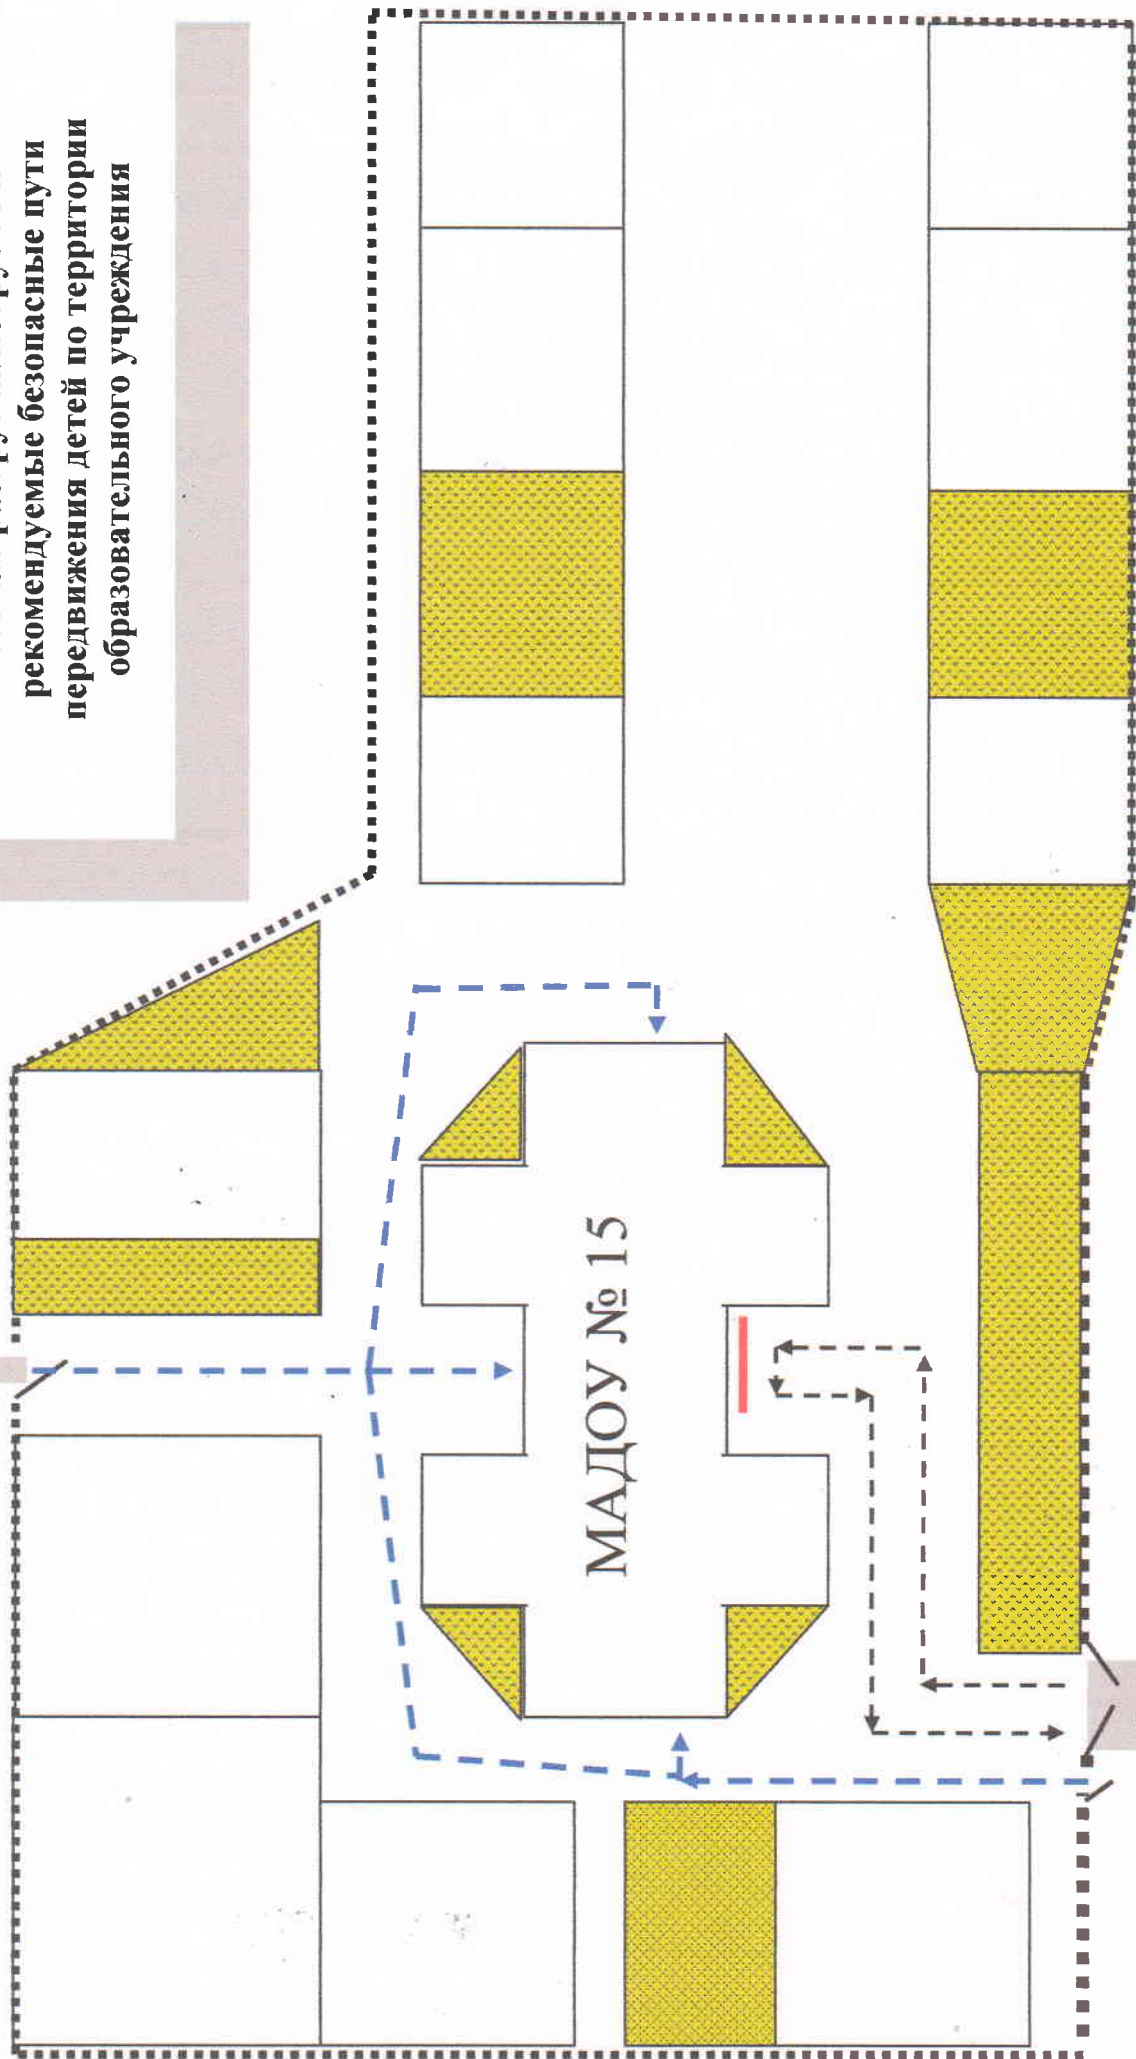 рекомендуемые безопасные пути
передвижения детей по территории
образовательного учреждения
МАДОУ № 15